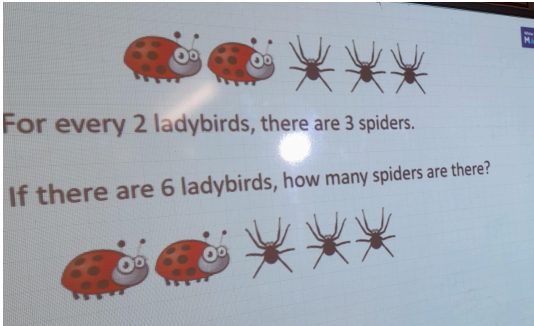 For every 2 ladybirds, there are 3 spiders.
If there are 6 ladybirds, how many spiders are there?